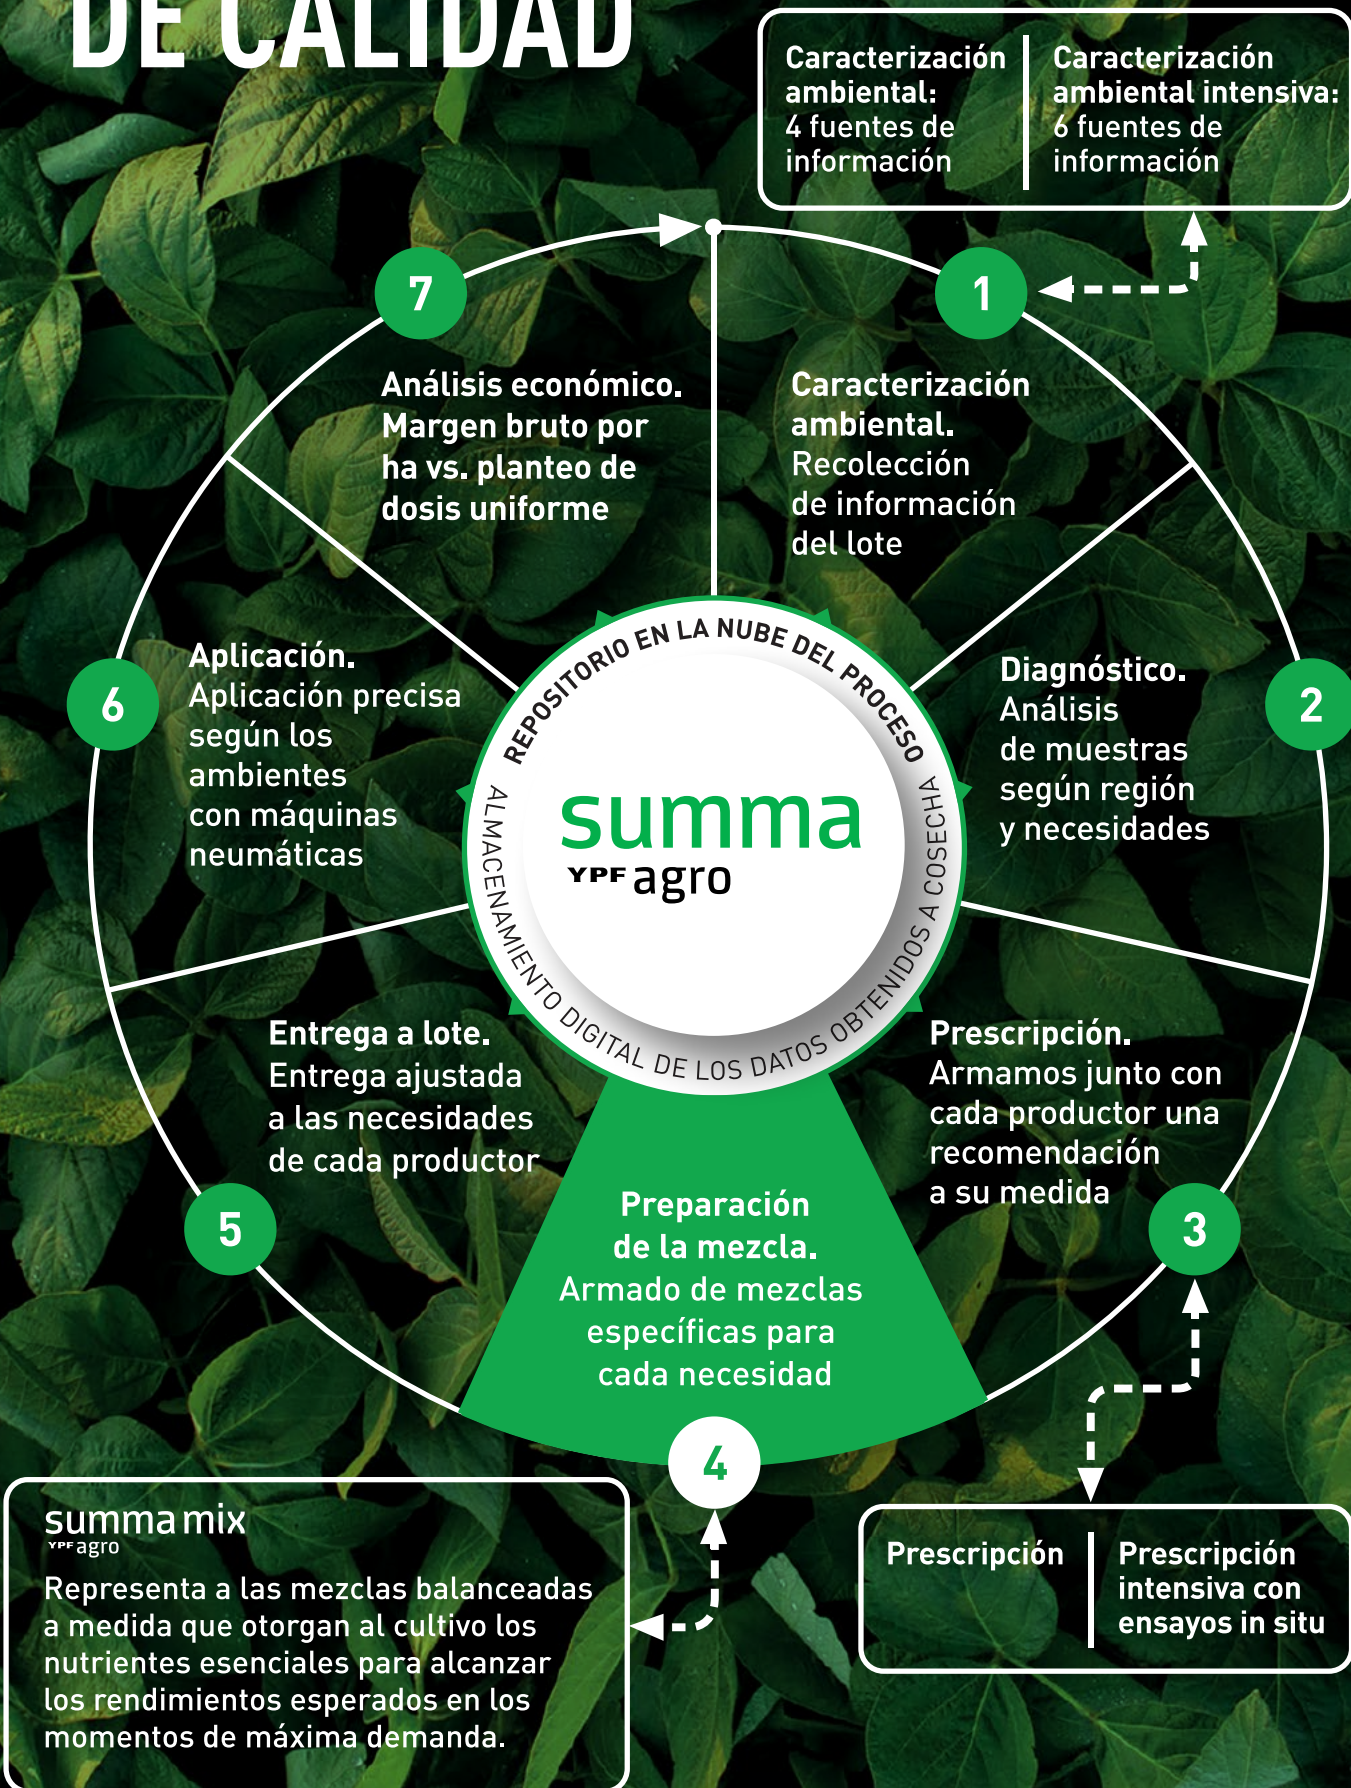 DE CALIDAD
Caracterización
ambiental:
4 fuentes de
información
Caracterización
ambiental intensiva:
6 fuentes de
información
1
Caracterización
ambiental.
Recolección
de información
del lote
2
Diagnóstico.
Análisis
de muestras
según región
y necesidades
3
Prescripción.
Armamos junto con
cada productor una
recomendación
a su medida
Prescripción
Prescripción
intensiva con
ensayos in situ
4
Preparación
de la mezcla.
Armado de mezclas
específicas para
cada necesidad
summa mix
YPF agro
Representa a las mezclas balanceadas
a medida que otorgan al cultivo los
nutrientes esenciales para alcanzar
los rendimientos esperados en los
momentos de máxima demanda.
5
Entrega a lote.
Entrega ajustada
a las necesidades
de cada productor
6
Aplicación.
Aplicación precisa
según los
ambientes
con máquinas
neumáticas
7
Análisis económico.
Margen bruto por
ha vs. planteo de
dosis uniforme
REPOSITORIO EN LA NUBE DEL PROCESO
ALMACENAMIENTO DIGITAL DE LOS DATOS OBTENIDOS A COSECHA
summa
YPF agro